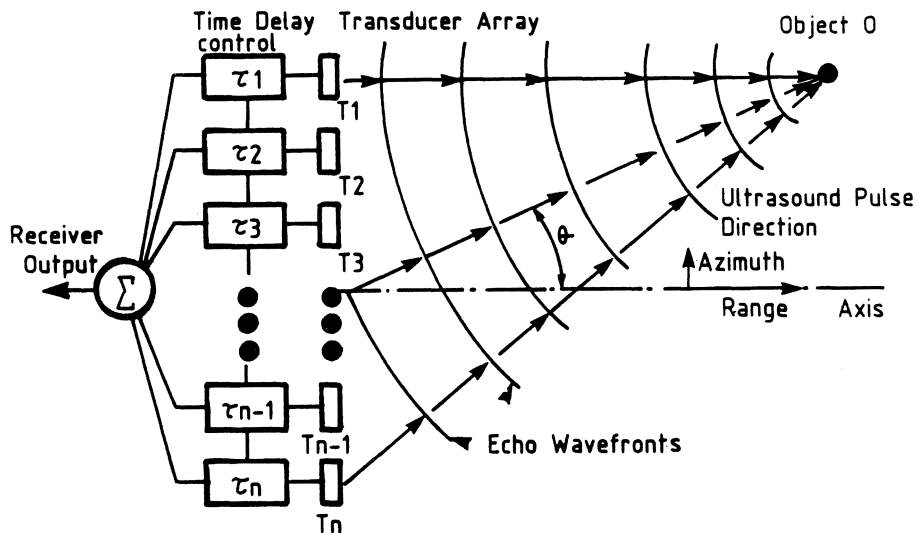 Time Delay
control
Transducer Array
Object O
τ1
T1
τ2
T2
τ3
T3
Ultrasound Pulse
Direction
Receiver
Output
Σ
θ
Azimuth
Range
Axis
τn-1
Tn-1
Echo Wavefronts
τn
Tn